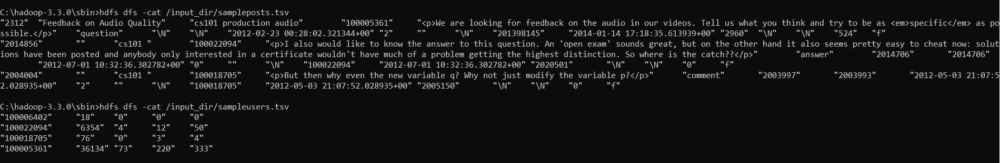 C:\hadoop-3.3.0\sbin>hdfs dfs -cat /input_dir/sampleposts.tsv
"2312"  "Feedback on Audio Quality"     "cs101 production audio"        "100005361"     "<p>We are looking for feedback on the audio in our videos. Tell us what you think and try to be as <em>specific</em> as po
ssible.</p>"    "question"      "\N"    "\N"    "2012-02-23 00:28:02.321344+00" "2"     ""      "\N"    "201398145"     "2014-01-14 17:18:35.613939+00" "2960"  "\N"    "\N"    "524"   "f"
"2014856"       ""      "cs101 "        "100022094"     "<p>I also would like to know the answer to this question. An 'open exam' sounds great, but on the other hand it also seems pretty easy to cheat now: solut
ions have been posted and anybody only interested in a certificate wouldn't have much of a problem getting the highest distinction. So where is the catch??</p>"        "answer"        "2014706"       "2014706"
        "2012-07-01 10:32:36.302782+00" "0"     ""      "\N"    "100022094"     "2012-07-01 10:32:36.302782+00" "2020501"       "\N"    "\N"    "0"     "f"
"2004004"       ""      "cs101 "        "100018705"     "<p>But then why even the new variable q? Why not just modify the variable p?</p>"      "comment"       "2003997"       "2003993"       "2012-05-03 21:07:5
2.028935+00"    "2"     ""      "\N"    "100018705"     "2012-05-03 21:07:52.028935+00" "2005150"       "\N"    "\N"    "0"     "f"
C:\hadoop-3.3.0\sbin>hdfs dfs -cat /input_dir/sampleusers.tsv
"100006402"     "18"    "0"     "0"     "0"
"100022094"     "6354"  "4"     "12"    "50"
"100018705"     "76"    "0"     "3"     "4"
"100005361"     "36134" "73"    "220"   "333"